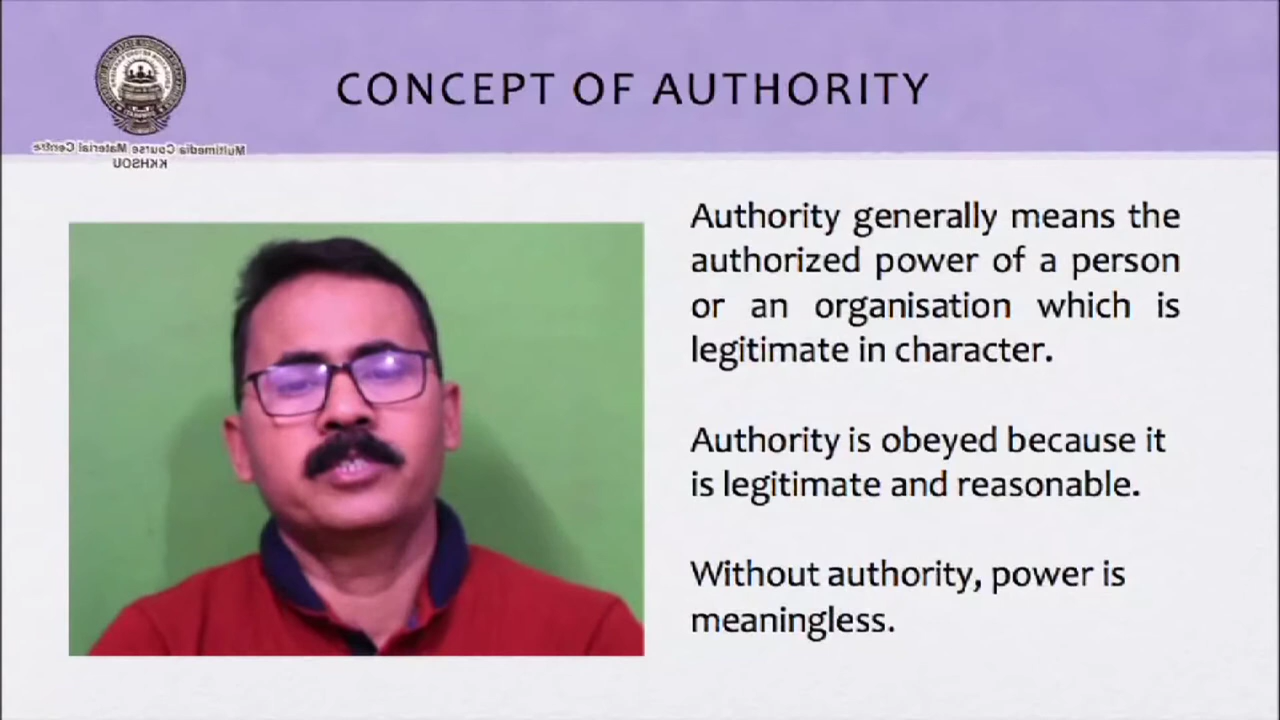 CONCEPT OF AUTHORITY
Multimedia Course Material Centre
KKHSOU
Authority generally means the
authorized power of a person
or an organisation which is
legitimate in character.
Authority is obeyed because it
is legitimate and reasonable.
Without authority, power is
meaningless.